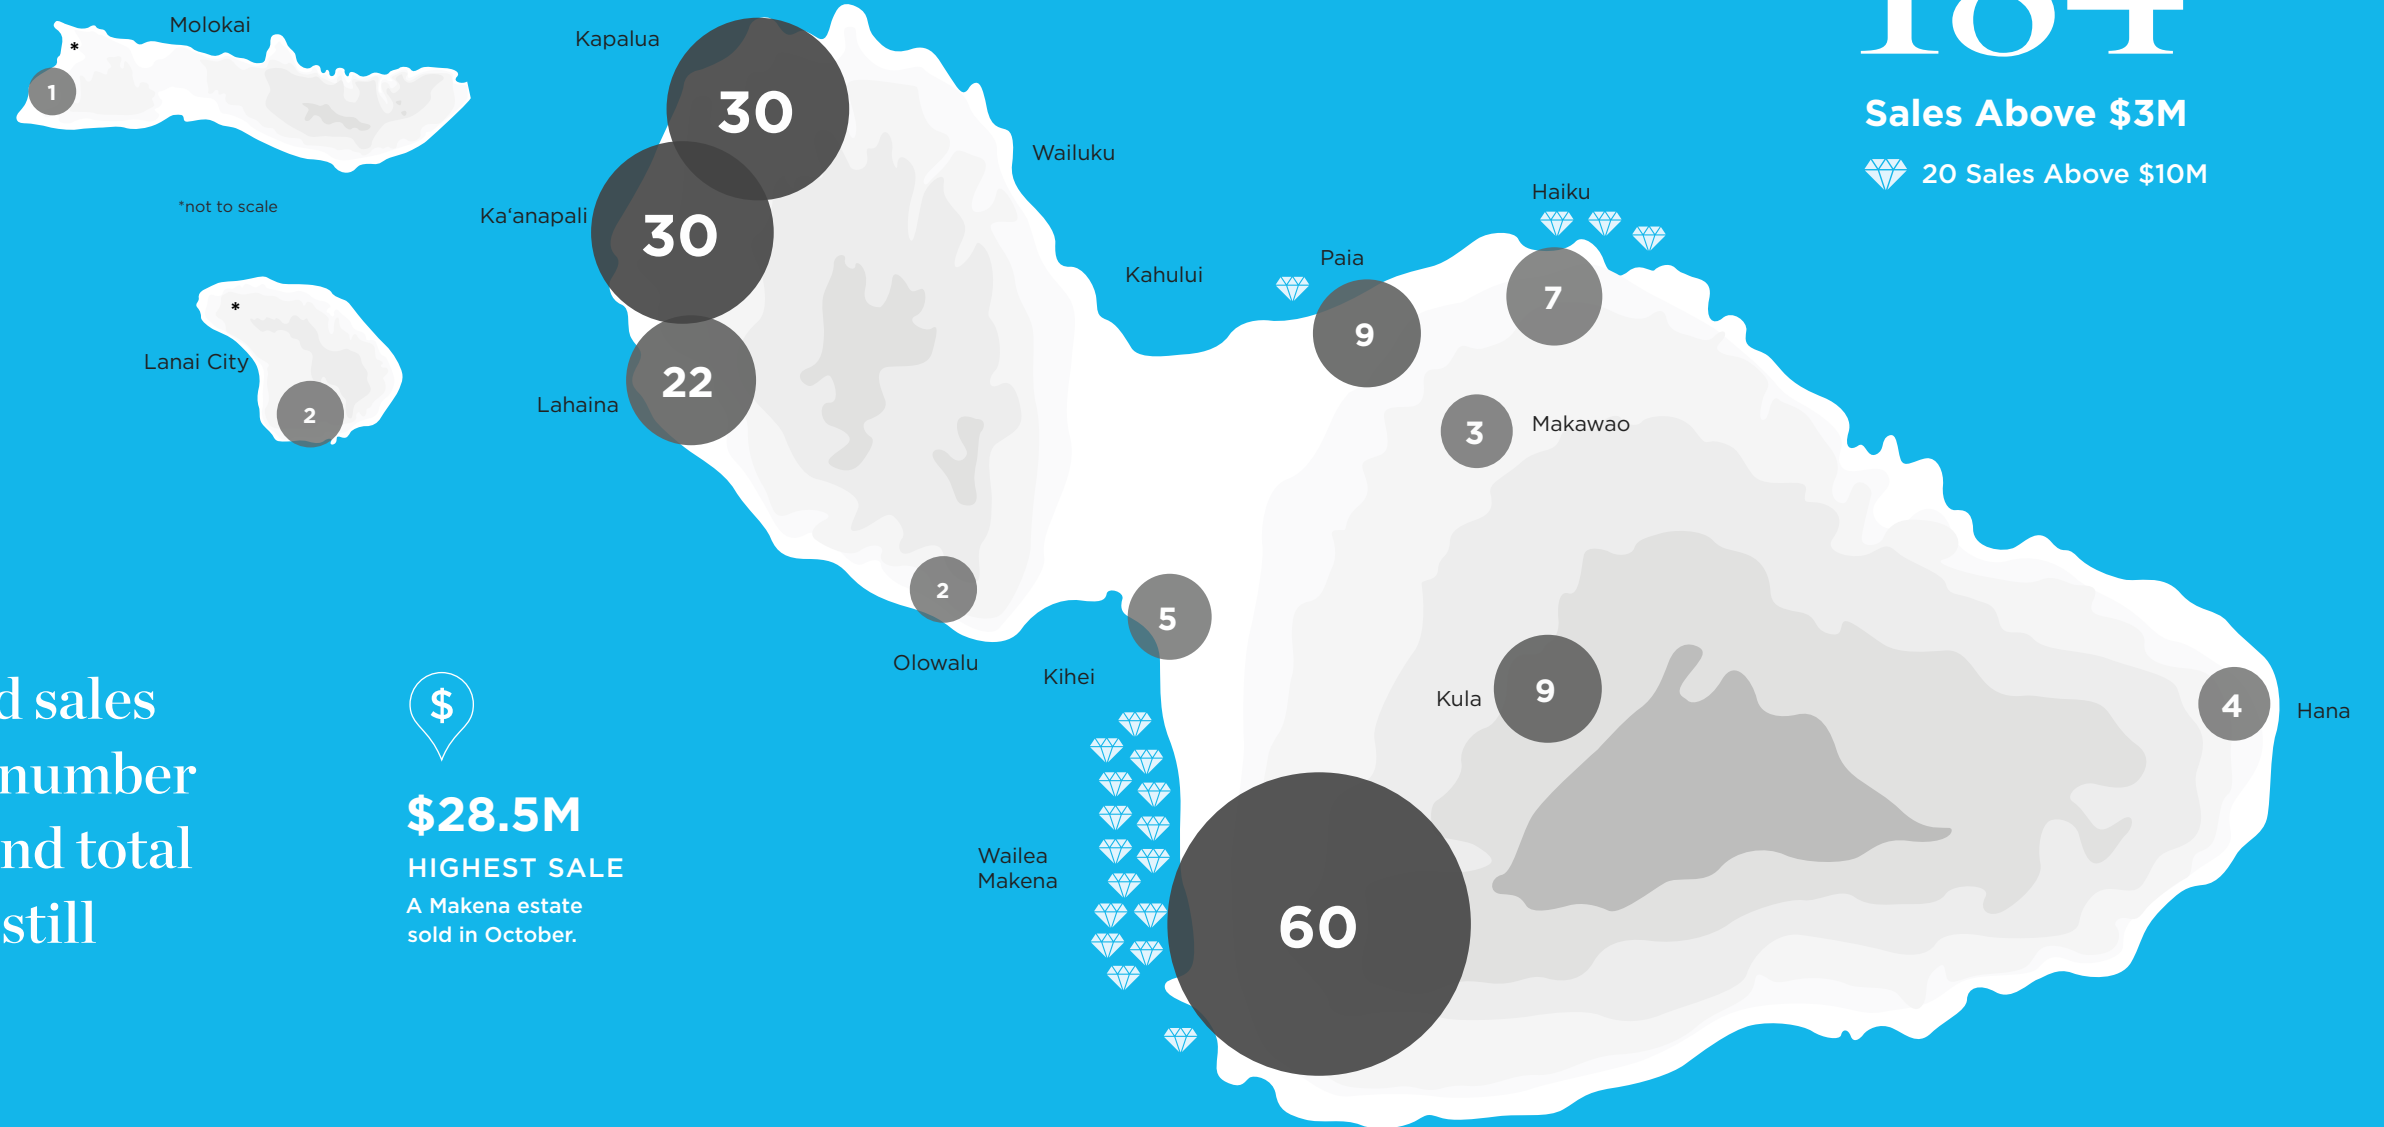 184
Sales Above $3M
20 Sales Above $10M
Molokai
*
1
*not to scale
*
Lanai City
2
Kapalua
30
Ka‘anapali
30
Lahaina
22
Wailuku
Kahului
Paia
9
Haiku
7
3
Makawao
2
Olowalu
5
Kihei
Kula
9
4
Hana
Wailea
Makena
60
d sales
number
nd total
still
$
$28.5M
HIGHEST SALE
A Makena estate
sold in October.